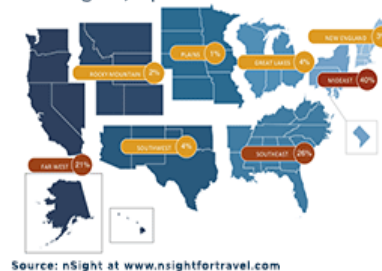 NEW ENGLAND
PLAINS 1%
GREAT LAKES 4%
ROCKY MOUNTAIN 2%
MIDEAST 40%
SOUTHWEST 4%
SOUTHEAST 26%
FAR WEST 21%
Source: nSight at www.nsightfortravel.com